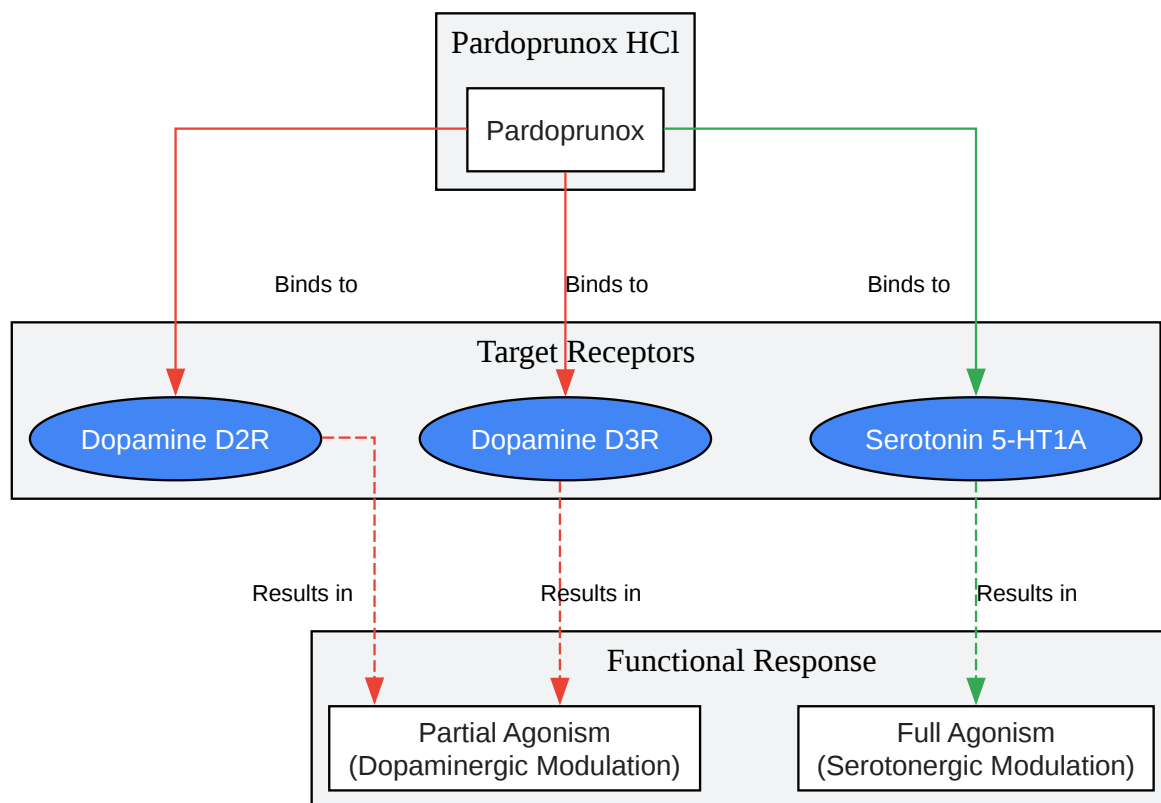 Pardoprunox HCl
Pardoprunox
Binds to
Binds to
Binds to
Target Receptors
Dopamine D2R
Dopamine D3R
Serotonin 5-HT1A
Results in
Results in
Results in
Functional Response
Partial Agonism
(Dopaminergic Modulation)
Full Agonism
(Serotonergic Modulation)